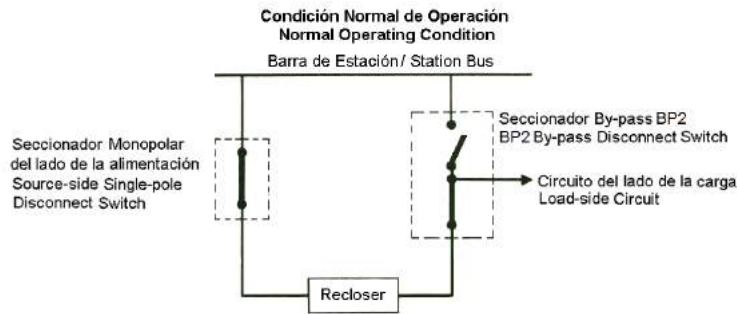 Condición Normal de Operación
Normal Operating Condition
Barra de Estación / Station Bus
Seccionador Monopolar
del lado de la alimentación
Source-side Single-pole
Disconnect Switch
Seccionador By-pass BP2
BP2 By-pass Disconnect Switch
Circuito del lado de la carga
Load-side Circuit
Recloser